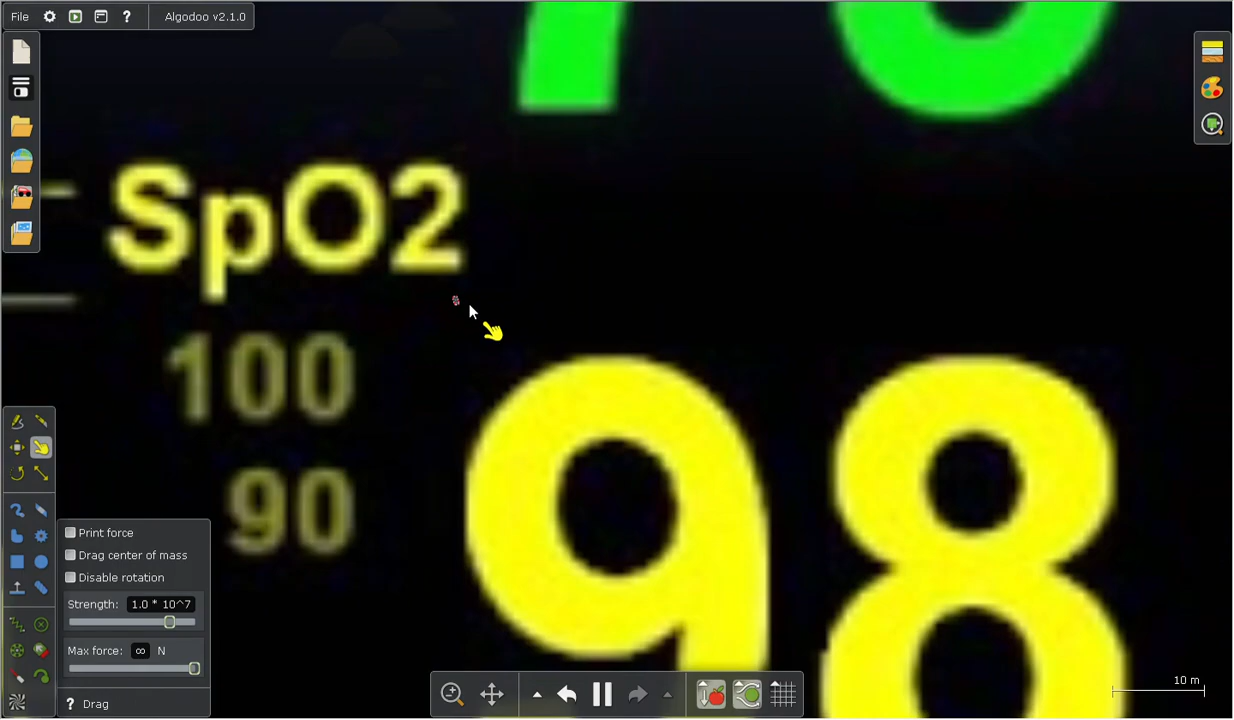 File
Algodoo v2.1.0
SpO2
100
90
98
Print force
Drag center of mass
Disable rotation
Strength: 1.0 * 10^7
Max force: ∞ N
? Drag
10 m